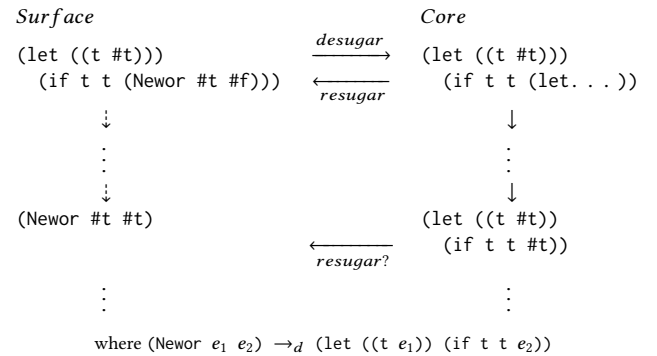 Surface Core
(let ((t #t))) desugar (let ((t #t)))
(if t t (Newor #t #f))) resugar (if t t (let...))
(Newor #t #t) (let ((t #t))
resugar? (if t t #t))
where (Newor e₁ e₂) →d (let ((t e₁)) (if t t e₂))